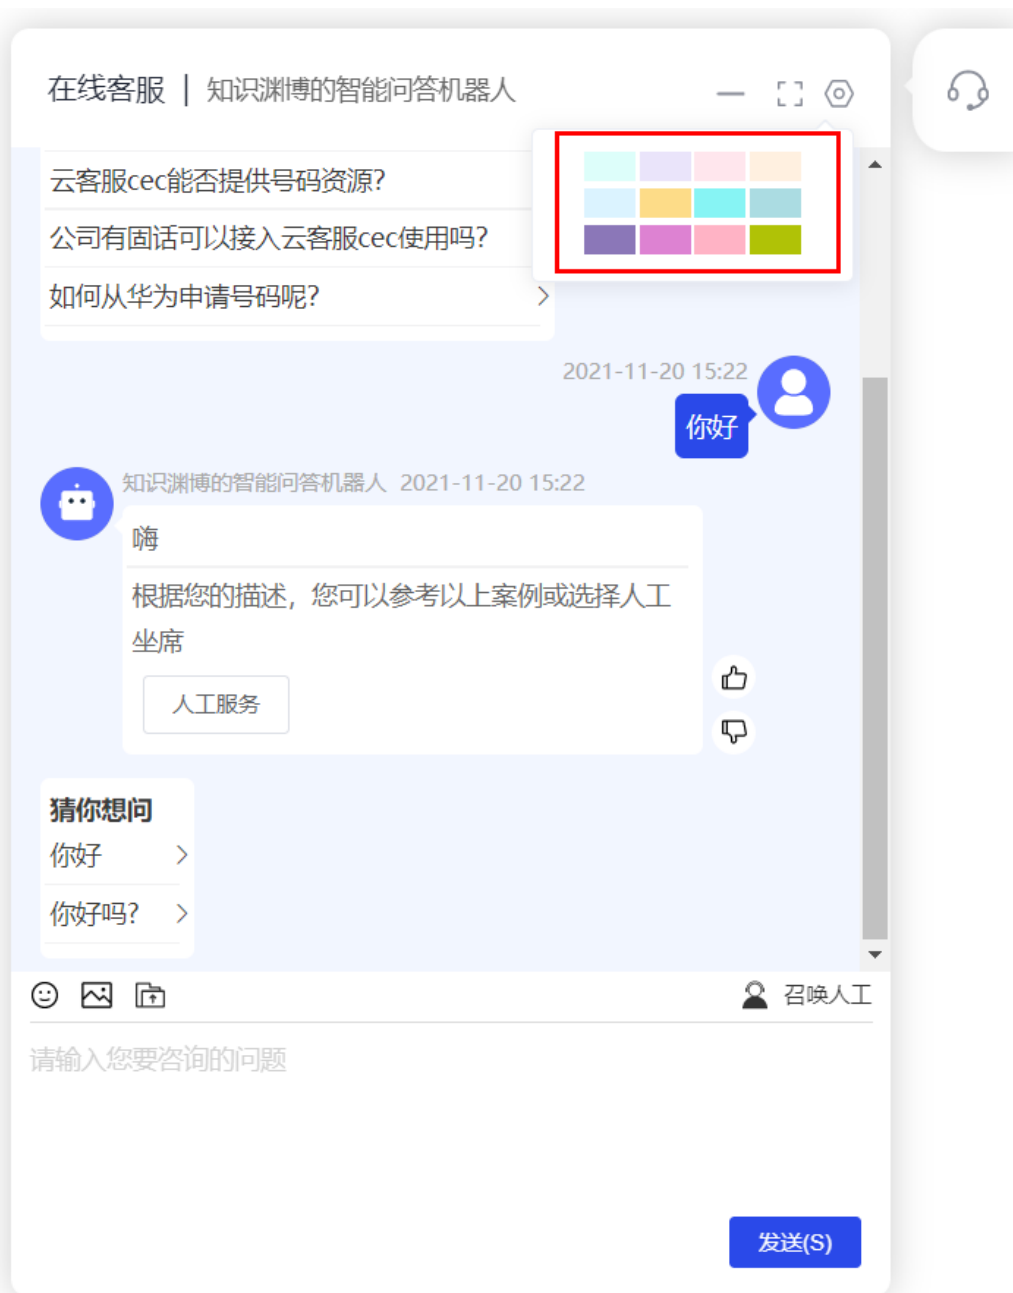 在线客服 | 知识渊博的智能问答机器人
云客服cec能否提供号码资源?
公司有固话可以接入云客服cec使用吗?
如何从华为申请号码呢?
2021-11-20 15:22
你好
知识渊博的智能问答机器人 2021-11-20 15:22
嗨
根据您的描述，您可以参考以上案例或选择人工
坐席
人工服务
猜你想问
你好
你好吗?
召唤人工
请输入您要咨询的问题
发送(S)